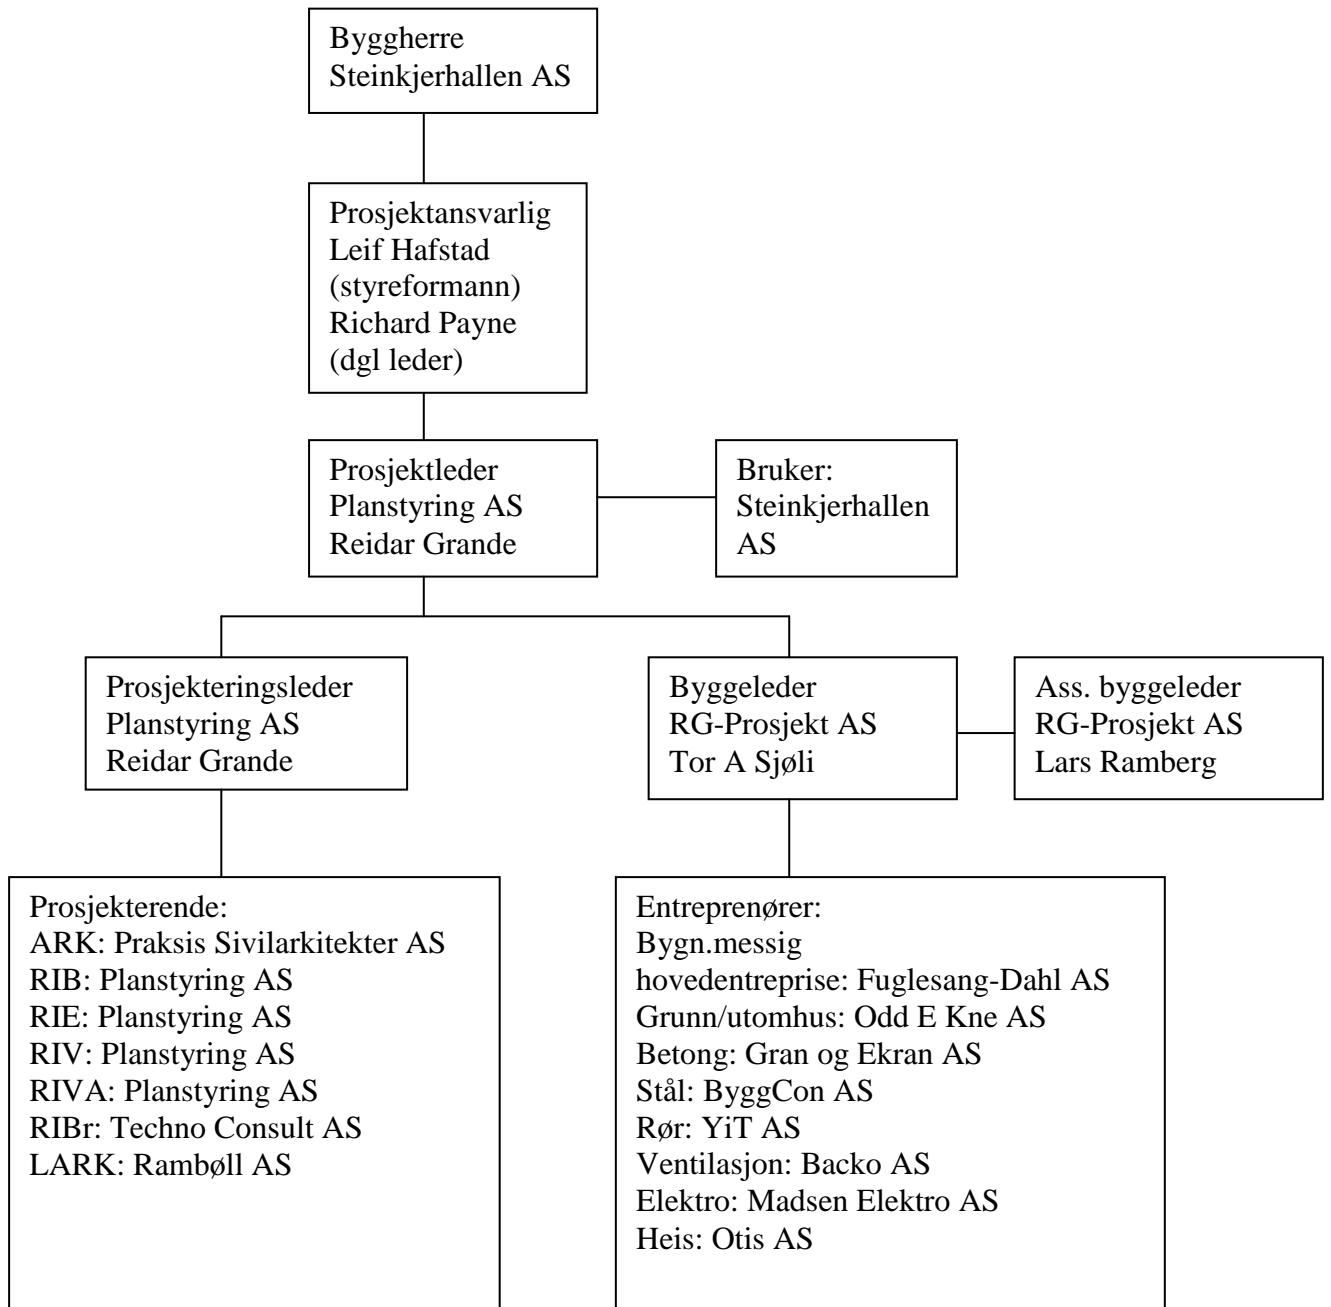 Byggherre
Steinkjerhallen AS
Prosjektansvarlig
Leif Hafstad
(styreformann)
Richard Payne
(dgl leder)
Prosjektleder
Planstyring AS
Reidar Grande
Bruker:
Steinkjerhallen
AS
Prosjekteringsleder
Planstyring AS
Reidar Grande
Byggeleder
RG-Prosjekt AS
Tor A Sjøli
Ass. byggeleder
RG-Prosjekt AS
Lars Ramberg
Prosjekterende:
ARK: Praksis Sivilarkitekter AS
RIB: Planstyring AS
RIE: Planstyring AS
RIV: Planstyring AS
RIVA: Planstyring AS
RIBr: Techno Consult AS
LARK: Rambøll AS
Entreprenører:
Bygn.messig
hovedentreprise: Fuglesang-Dahl AS
Grunn/utomhus: Odd E Kne AS
Betong: Gran og Ekran AS
Stål: ByggCon AS
Rør: YiT AS
Ventilasjon: Backo AS
Elektro: Madsen Elektro AS
Heis: Otis AS